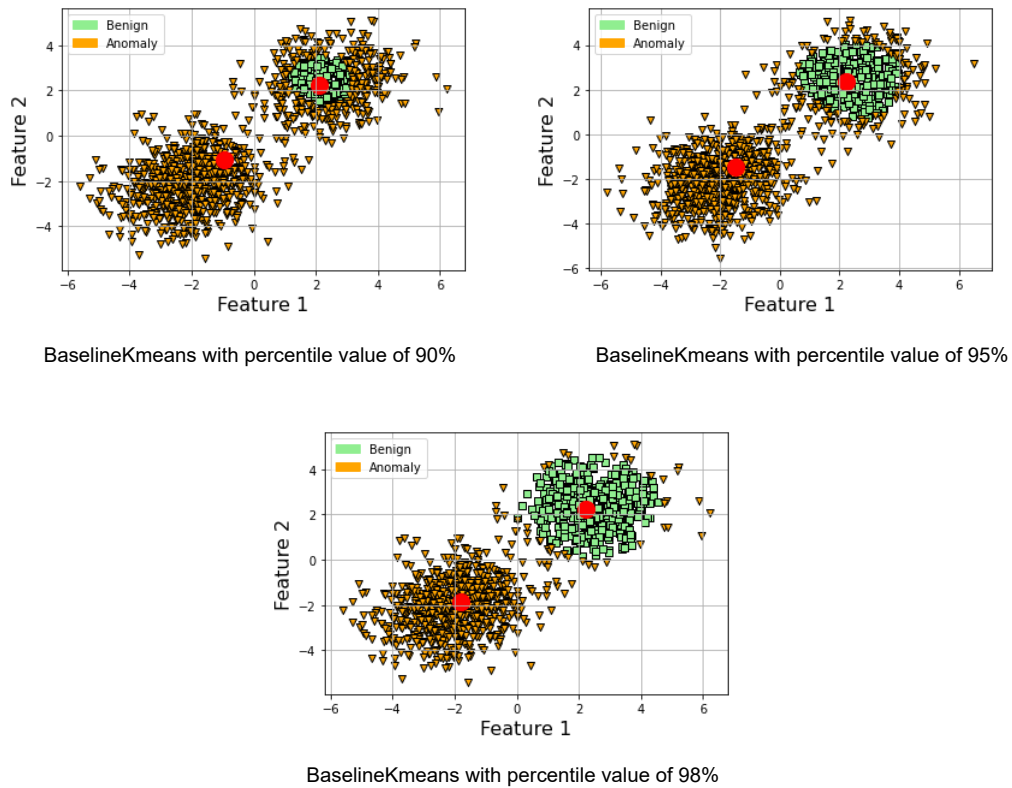 Benign
Anomaly
4
2
0
−2
−4
Feature 2
−6 −4 −2 0 2 4 6
Feature 1
BaselineKmeans with percentile value of 90%
Benign
Anomaly
4
2
0
−2
−4
−6
Feature 2
−6 −4 −2 0 2 4 6
Feature 1
BaselineKmeans with percentile value of 95%
Benign
Anomaly
4
2
0
−2
−4
Feature 2
−6 −4 −2 0 2 4 6
Feature 1
BaselineKmeans with percentile value of 98%